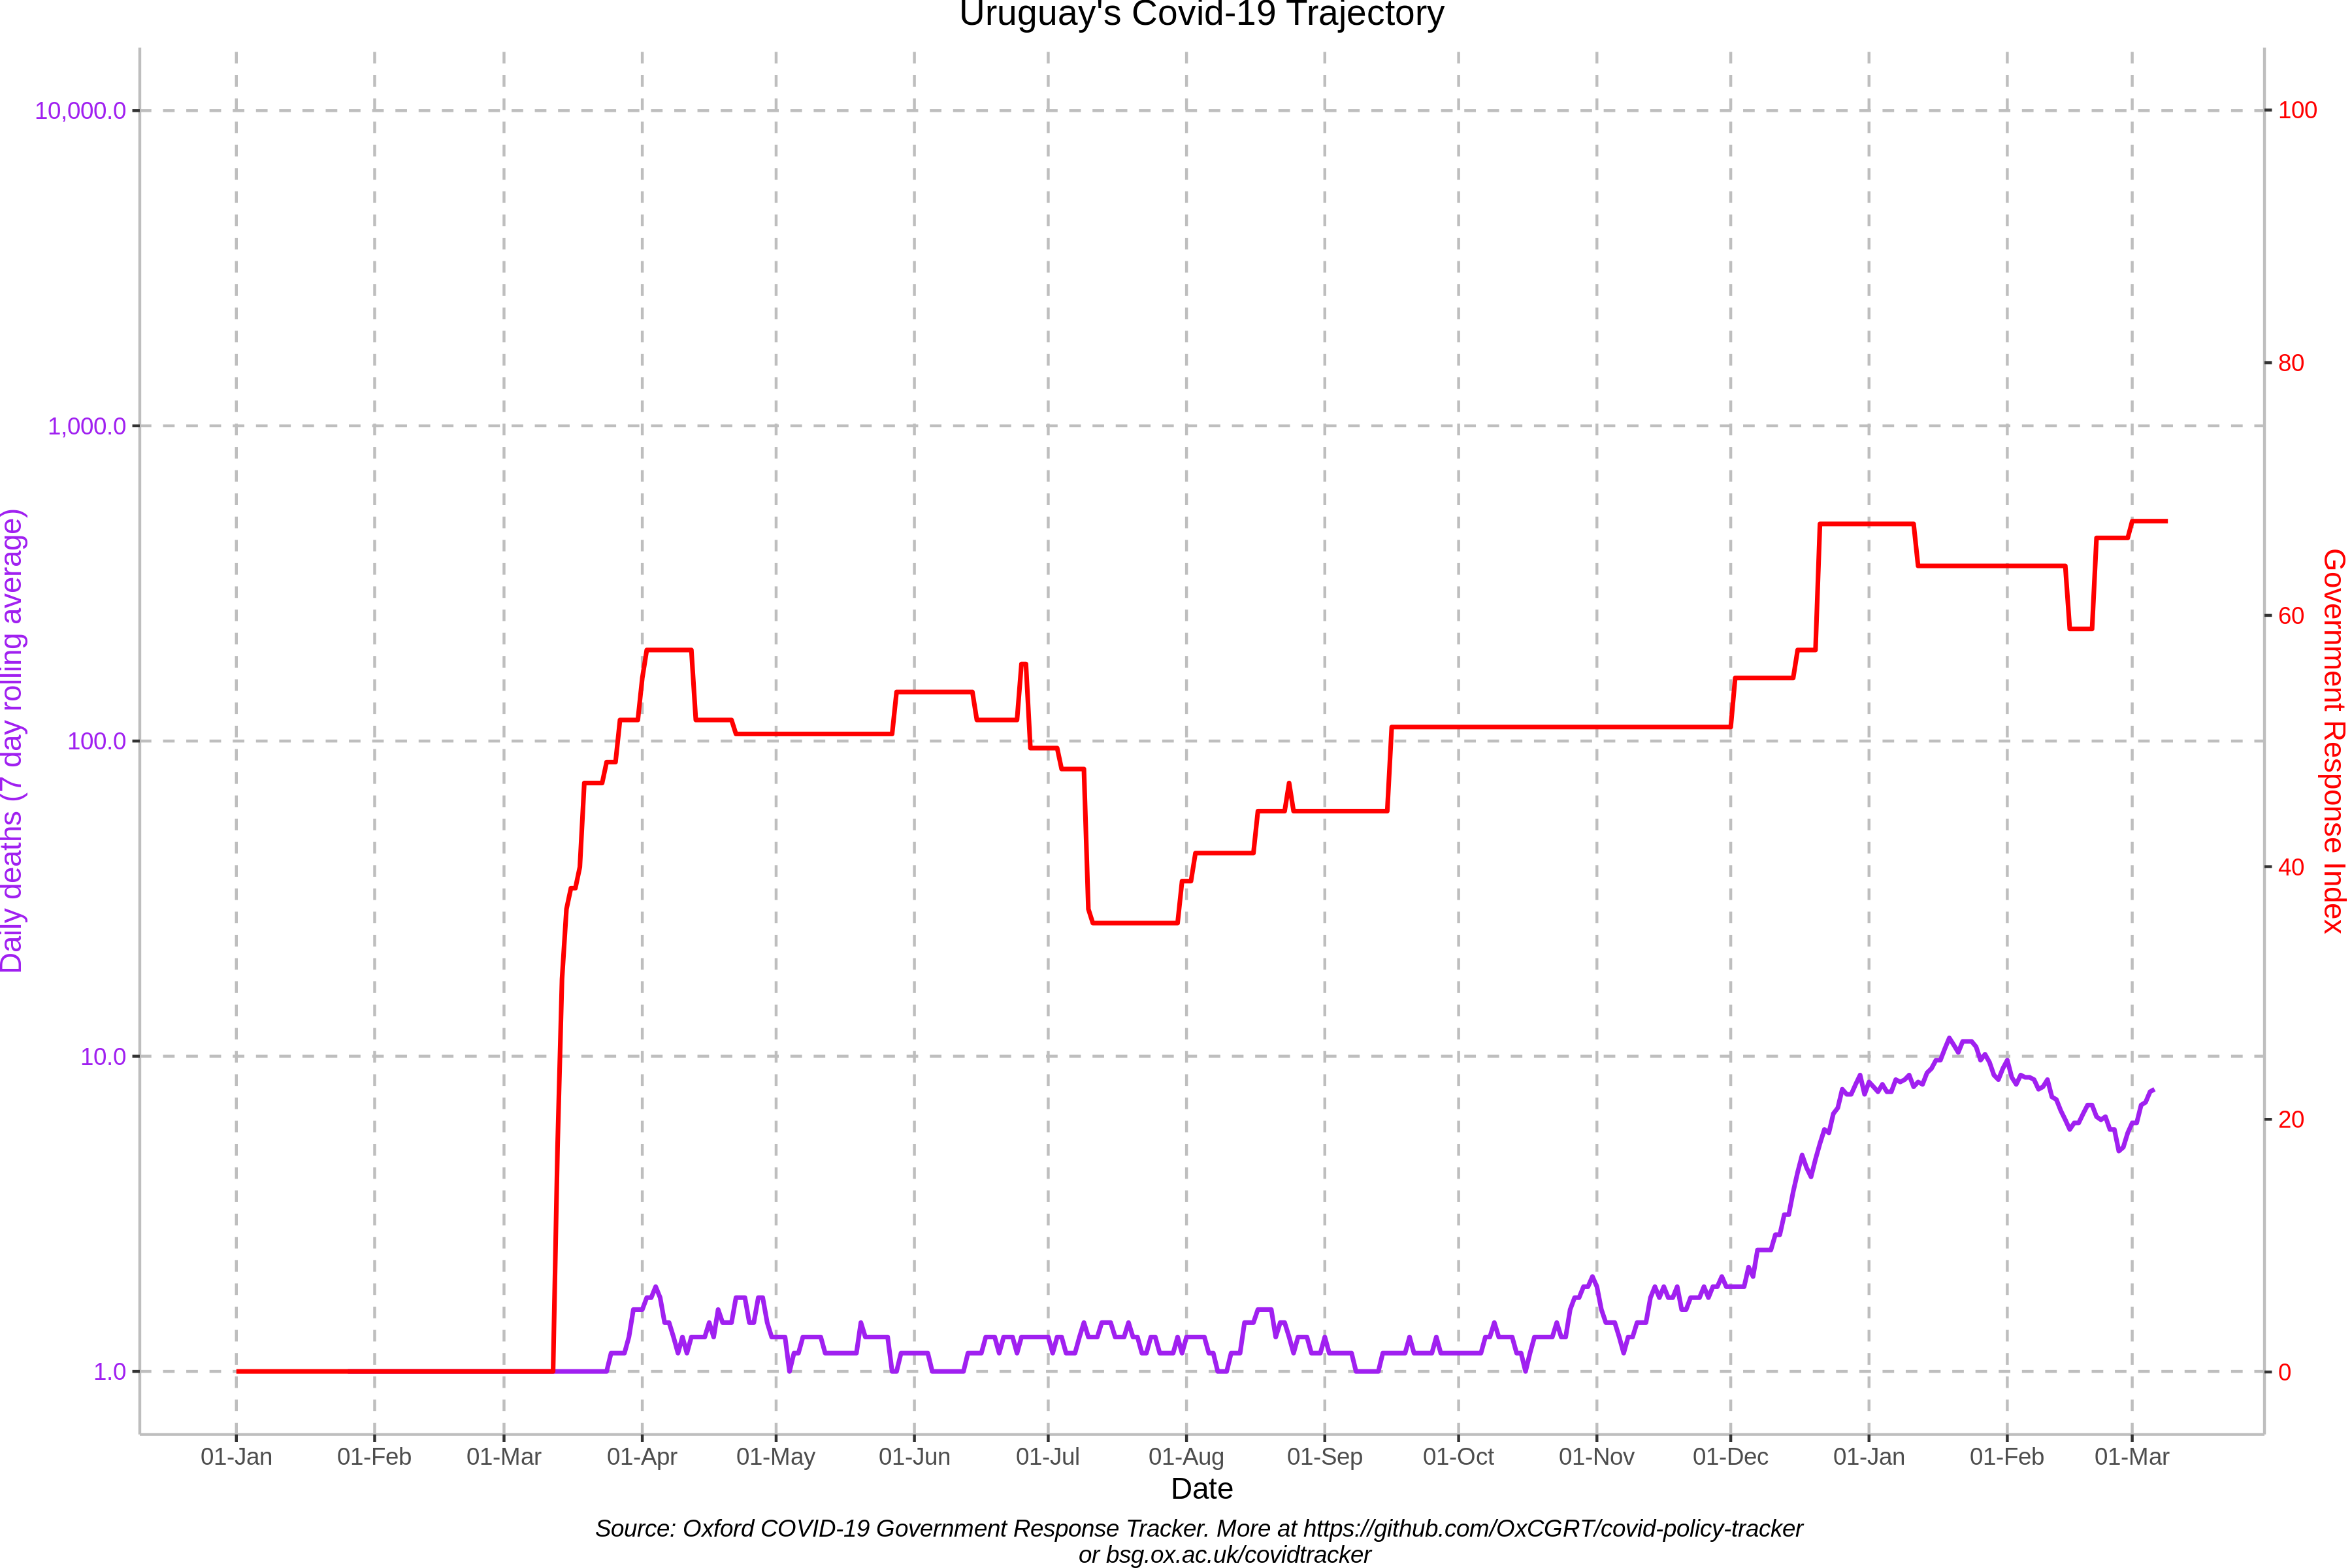 Uruguay's Covid-19 Trajectory
10,000.0
1,000.0
100.0
10.0
1.0
Daily deaths (7 day rolling average)
100
80
60
40
20
0
Government Response Index
01-Jan 01-Feb 01-Mar 01-Apr 01-May 01-Jun 01-Jul 01-Aug 01-Sep 01-Oct 01-Nov 01-Dec 01-Jan 01-Feb 01-Mar
Date
Source: Oxford COVID-19 Government Response Tracker. More at https://github.com/OxCGRT/covid-policy-tracker
or bsg.ox.ac.uk/covidtracker